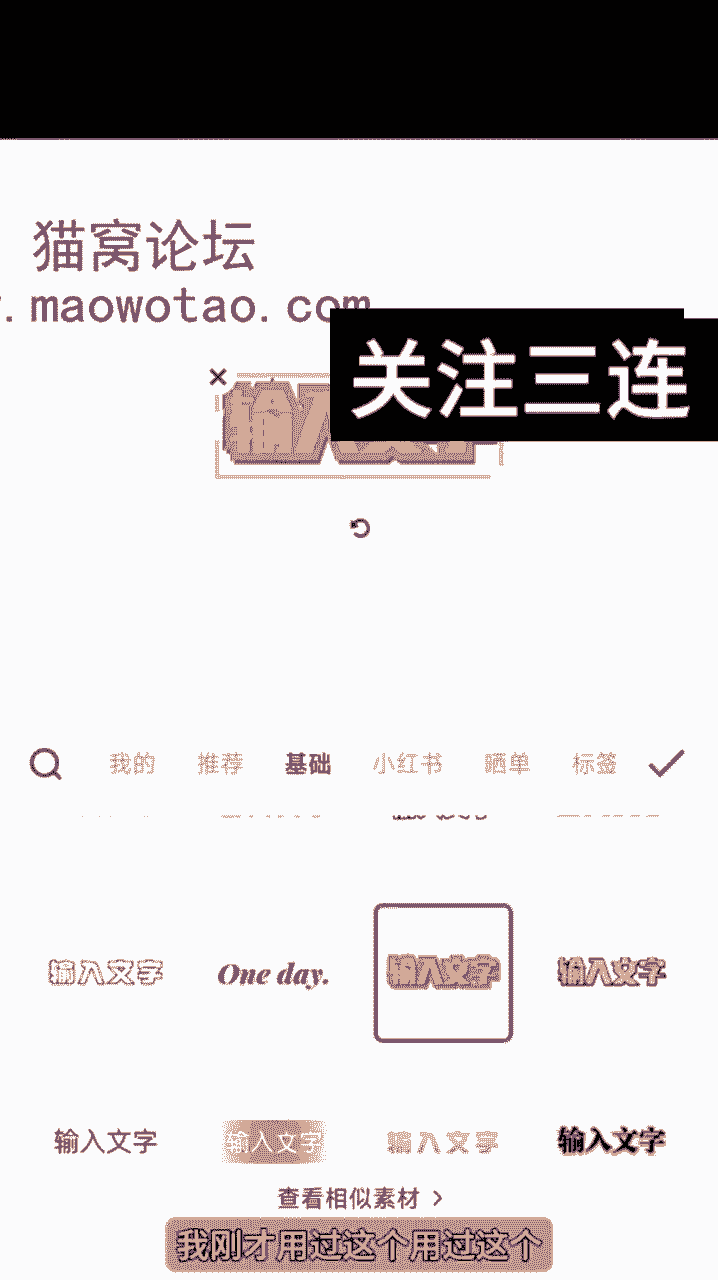 猫窝论坛
.maowotao.com
关注三连
输入
我的 推荐 基础 小红书 晒单 标签
输入文字 One day. 输入文字 输入文字
输入文字 输入文字 输入文字 输入文字
查看相似素材 >
我刚才用过这个用过这个